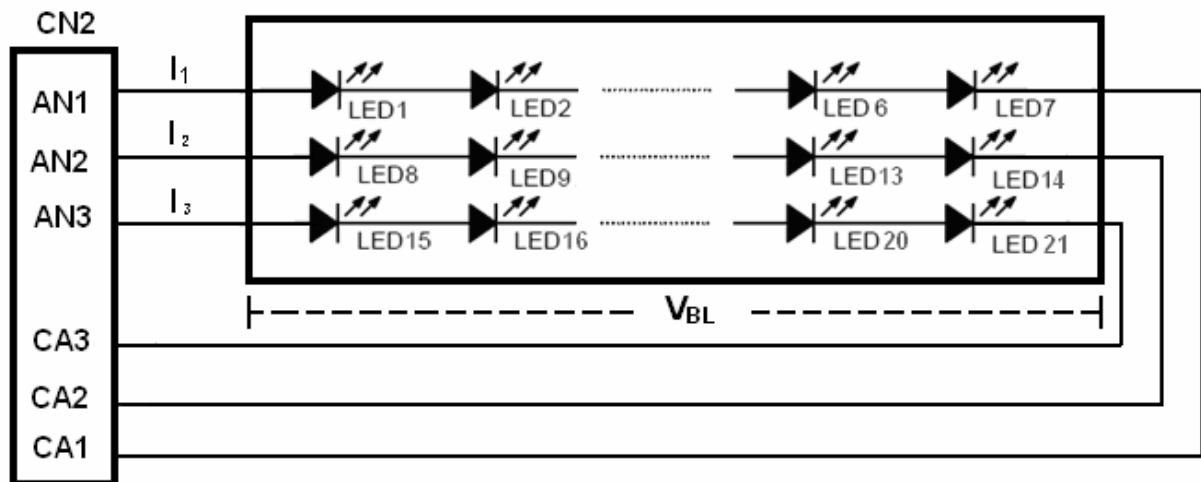 CN2
AN1
I₁
LED1
LED2
LED 6
LED7
AN2
I₂
LED8
LED9
LED13
LED14
AN3
I₃
LED15
LED16
LED 20
LED 21
V_BL
CA3
CA2
CA1